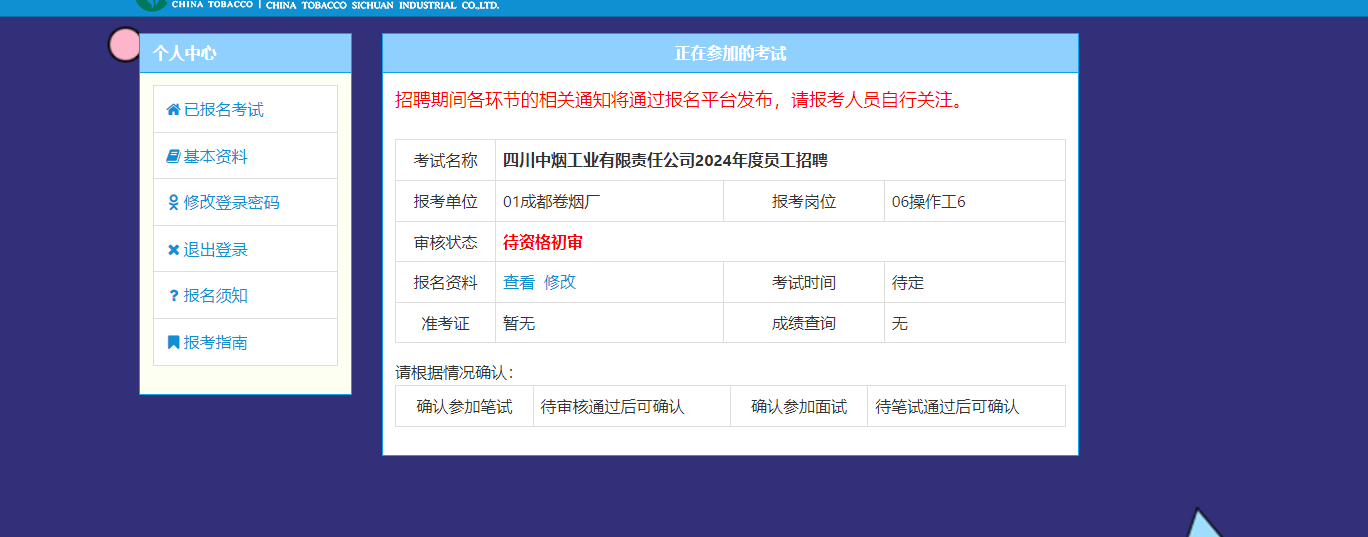 CHINA TOBACCO | CHINA TOBACCO SICHUAN INDUSTRIAL CO.,LTD.
个人中心
已报名考试
基本资料
修改登录密码
退出登录
? 报名须知
报考指南
正在参加的考试
招聘期间各环节的相关通知将通过报名平台发布，请报考人员自行关注。
考试名称 四川中烟工业有限责任公司2024年度员工招聘
报考单位 01成都卷烟厂 报考岗位 06操作工6
审核状态 待资格初审
报名资料 查看 修改 考试时间 待定
准考证 暂无 成绩查询 无
请根据情况确认：
确认参加笔试 待审核通过后可确认 确认参加面试 待笔试通过后可确认